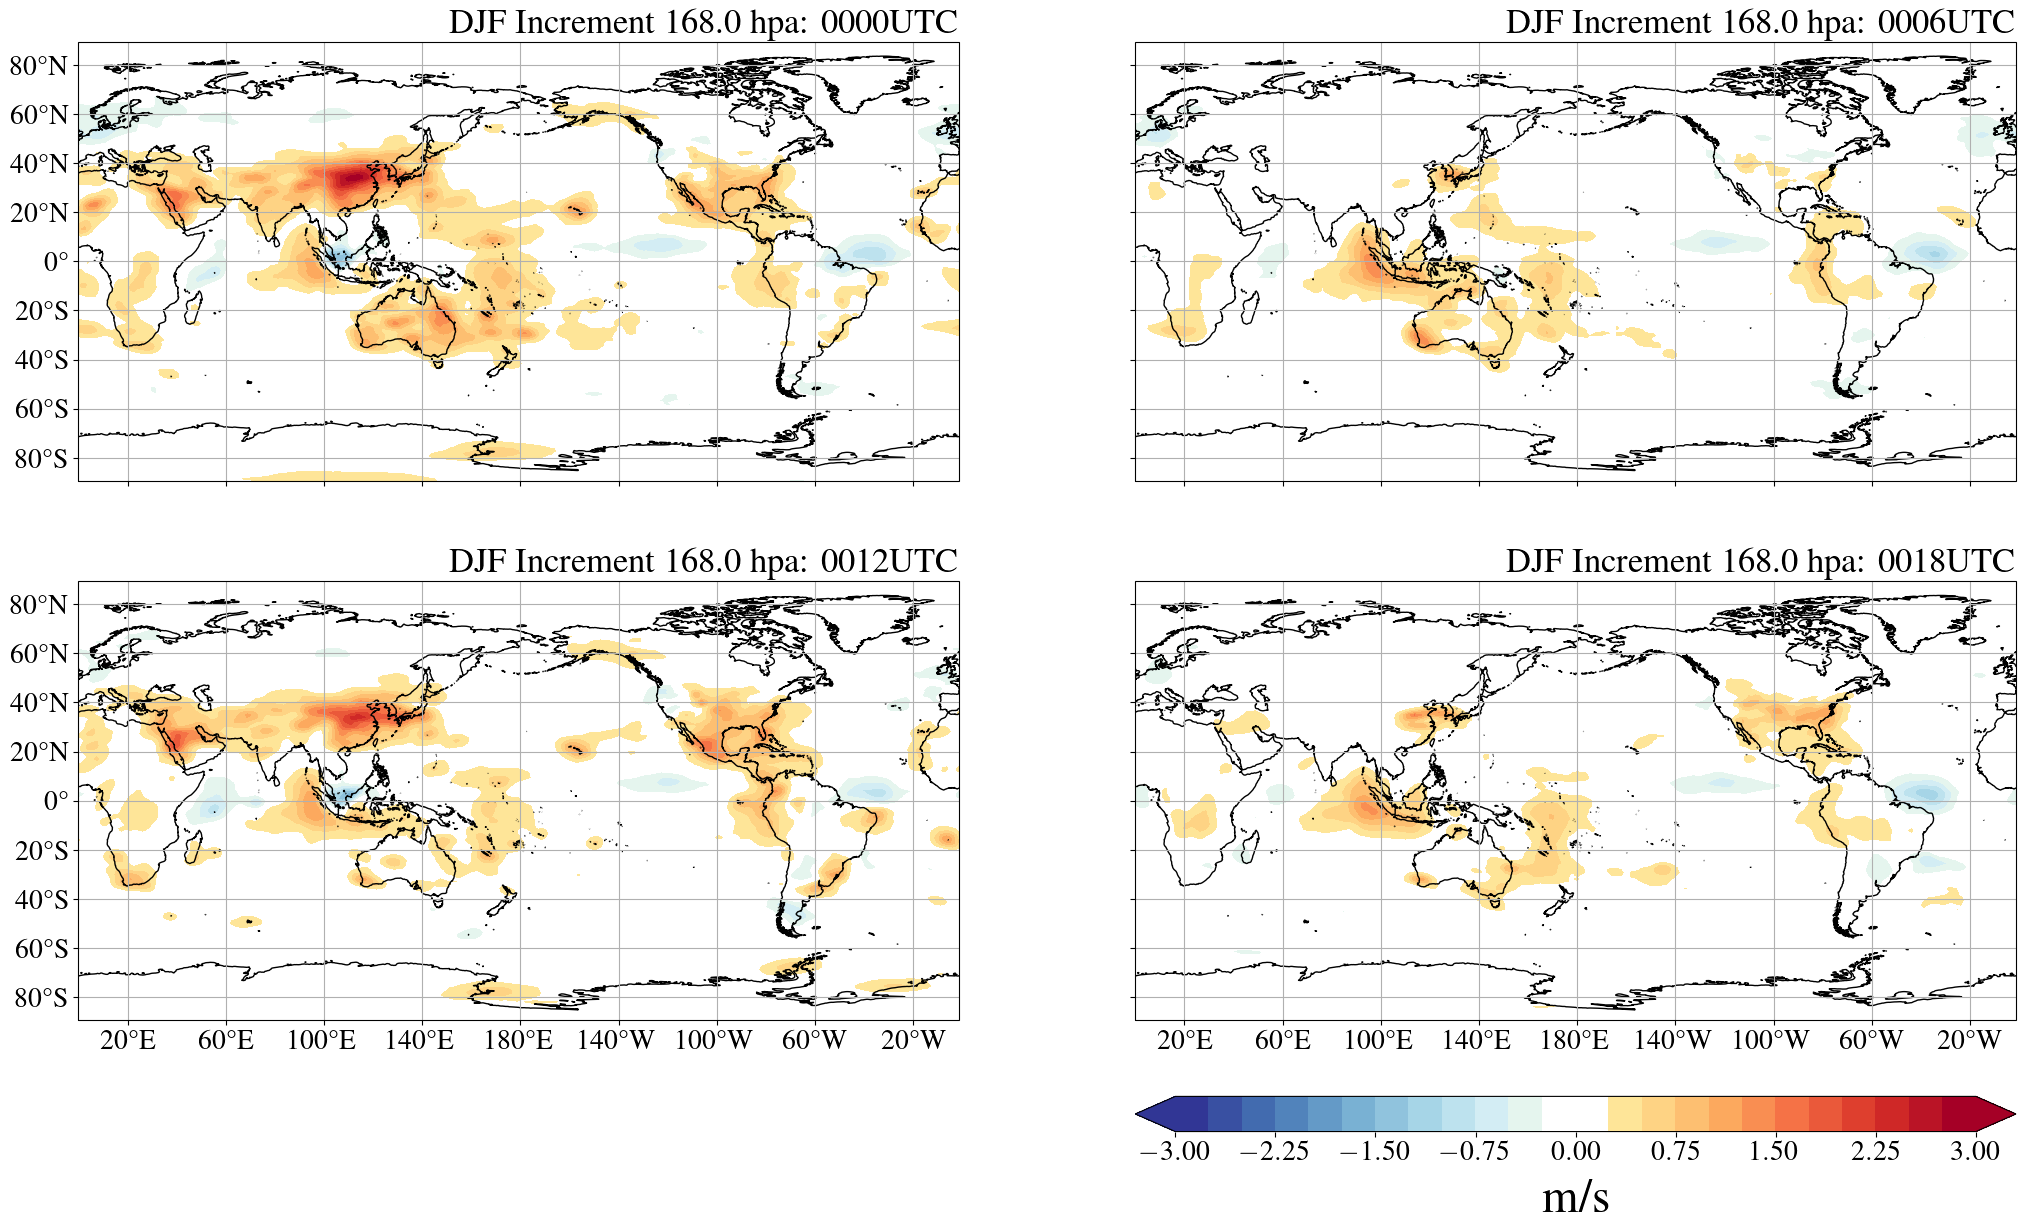 DJF Increment 168.0 hpa: 0000UTC
DJF Increment 168.0 hpa: 0006UTC
80°N
60°N
40°N
20°N
0°
20°S
40°S
60°S
80°S
DJF Increment 168.0 hpa: 0012UTC
DJF Increment 168.0 hpa: 0018UTC
80°N
60°N
40°N
20°N
0°
20°S
40°S
60°S
80°S
20°E 60°E 100°E 140°E 180°E 140°W 100°W 60°W 20°W
20°E 60°E 100°E 140°E 180°E 140°W 100°W 60°W 20°W
−3.00 −2.25 −1.50 −0.75 0.00 0.75 1.50 2.25 3.00
m/s